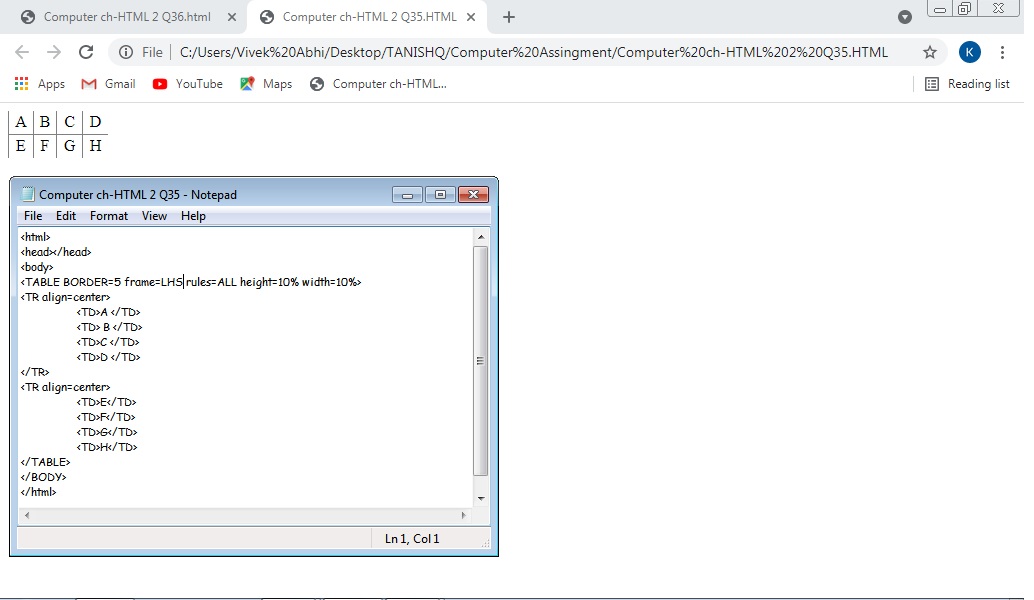 Computer ch-HTML 2 Q36.html
Computer ch-HTML 2 Q35.HTML
File | C:/Users/Vivek%20Abhi/Desktop/TANISHQ/Computer%20Assingment/Computer%20ch-HTML%202%20Q35.HTML
K
Apps Gmail YouTube Maps Computer ch-HTML... Reading list
A B C D
E F G H
Computer ch-HTML 2 Q35 - Notepad
File Edit Format View Help
<html>
<head></head>
<body>
<TABLE BORDER=5 frame=LHS rules=ALL height=10% width=10%>
<TR align=center>
<TD>A </TD>
<TD> B </TD>
<TD>C </TD>
<TD>D </TD>
</TR>
<TR align=center>
<TD>E</TD>
<TD>F</TD>
<TD>G</TD>
<TD>H</TD>
</TABLE>
</BODY>
</html>
Ln 1, Col 1